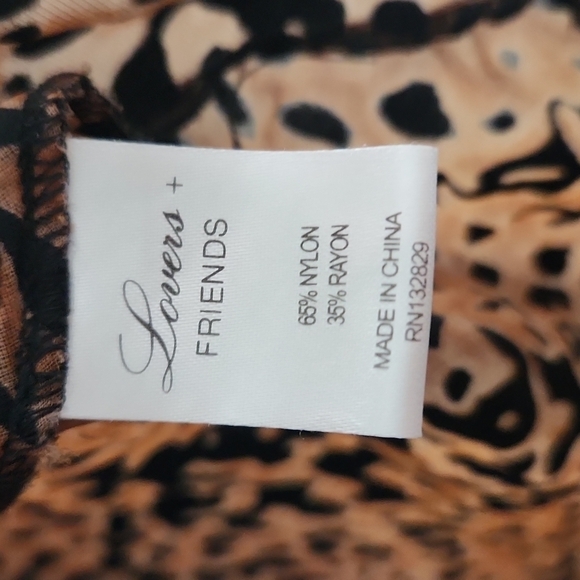 Lovers +
FRIENDS
65% NYLON
35% RAYON
MADE IN CHINA
RN132829